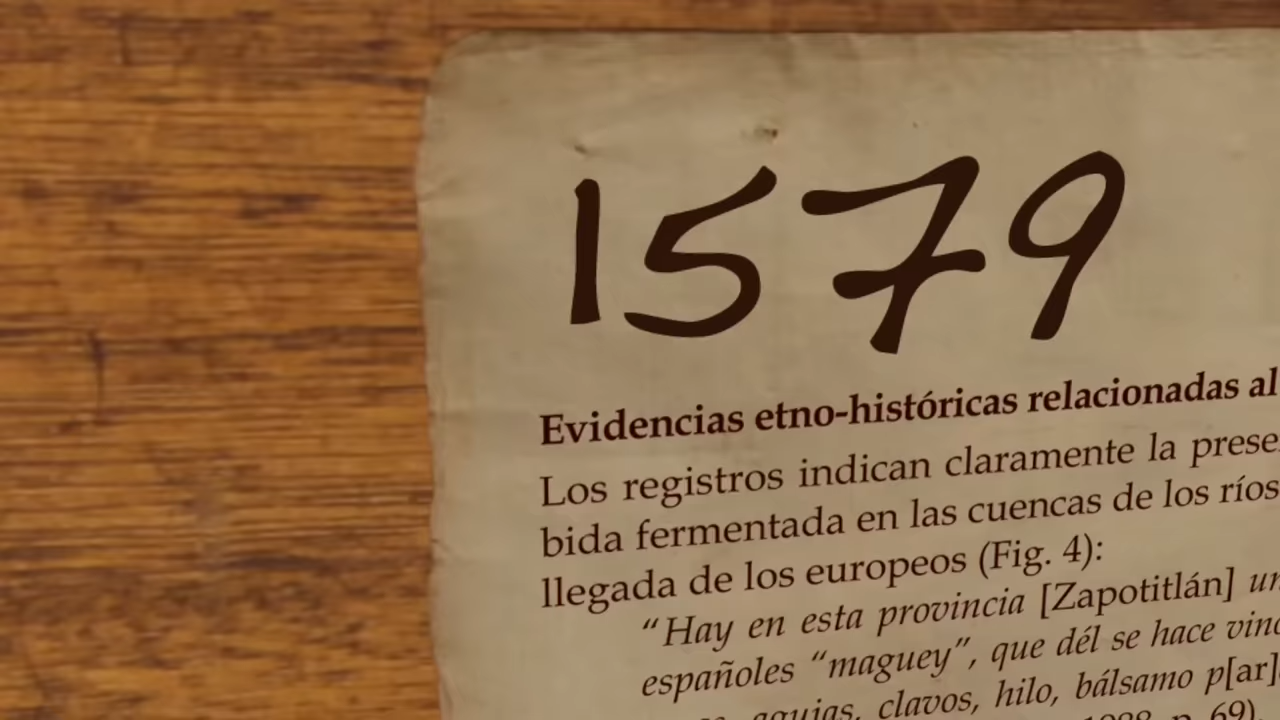 1579
Evidencias etno-históricas relacionadas al
Los registros indican claramente la prese
bida fermentada en las cuencas de los ríos
llegada de los europeos (Fig. 4):
“Hay en esta provincia [Zapotitlán] un
españoles “maguey”, que dél se hace vino
agujas, clavos, hilo, bálsamo p[ar]
p. 69).